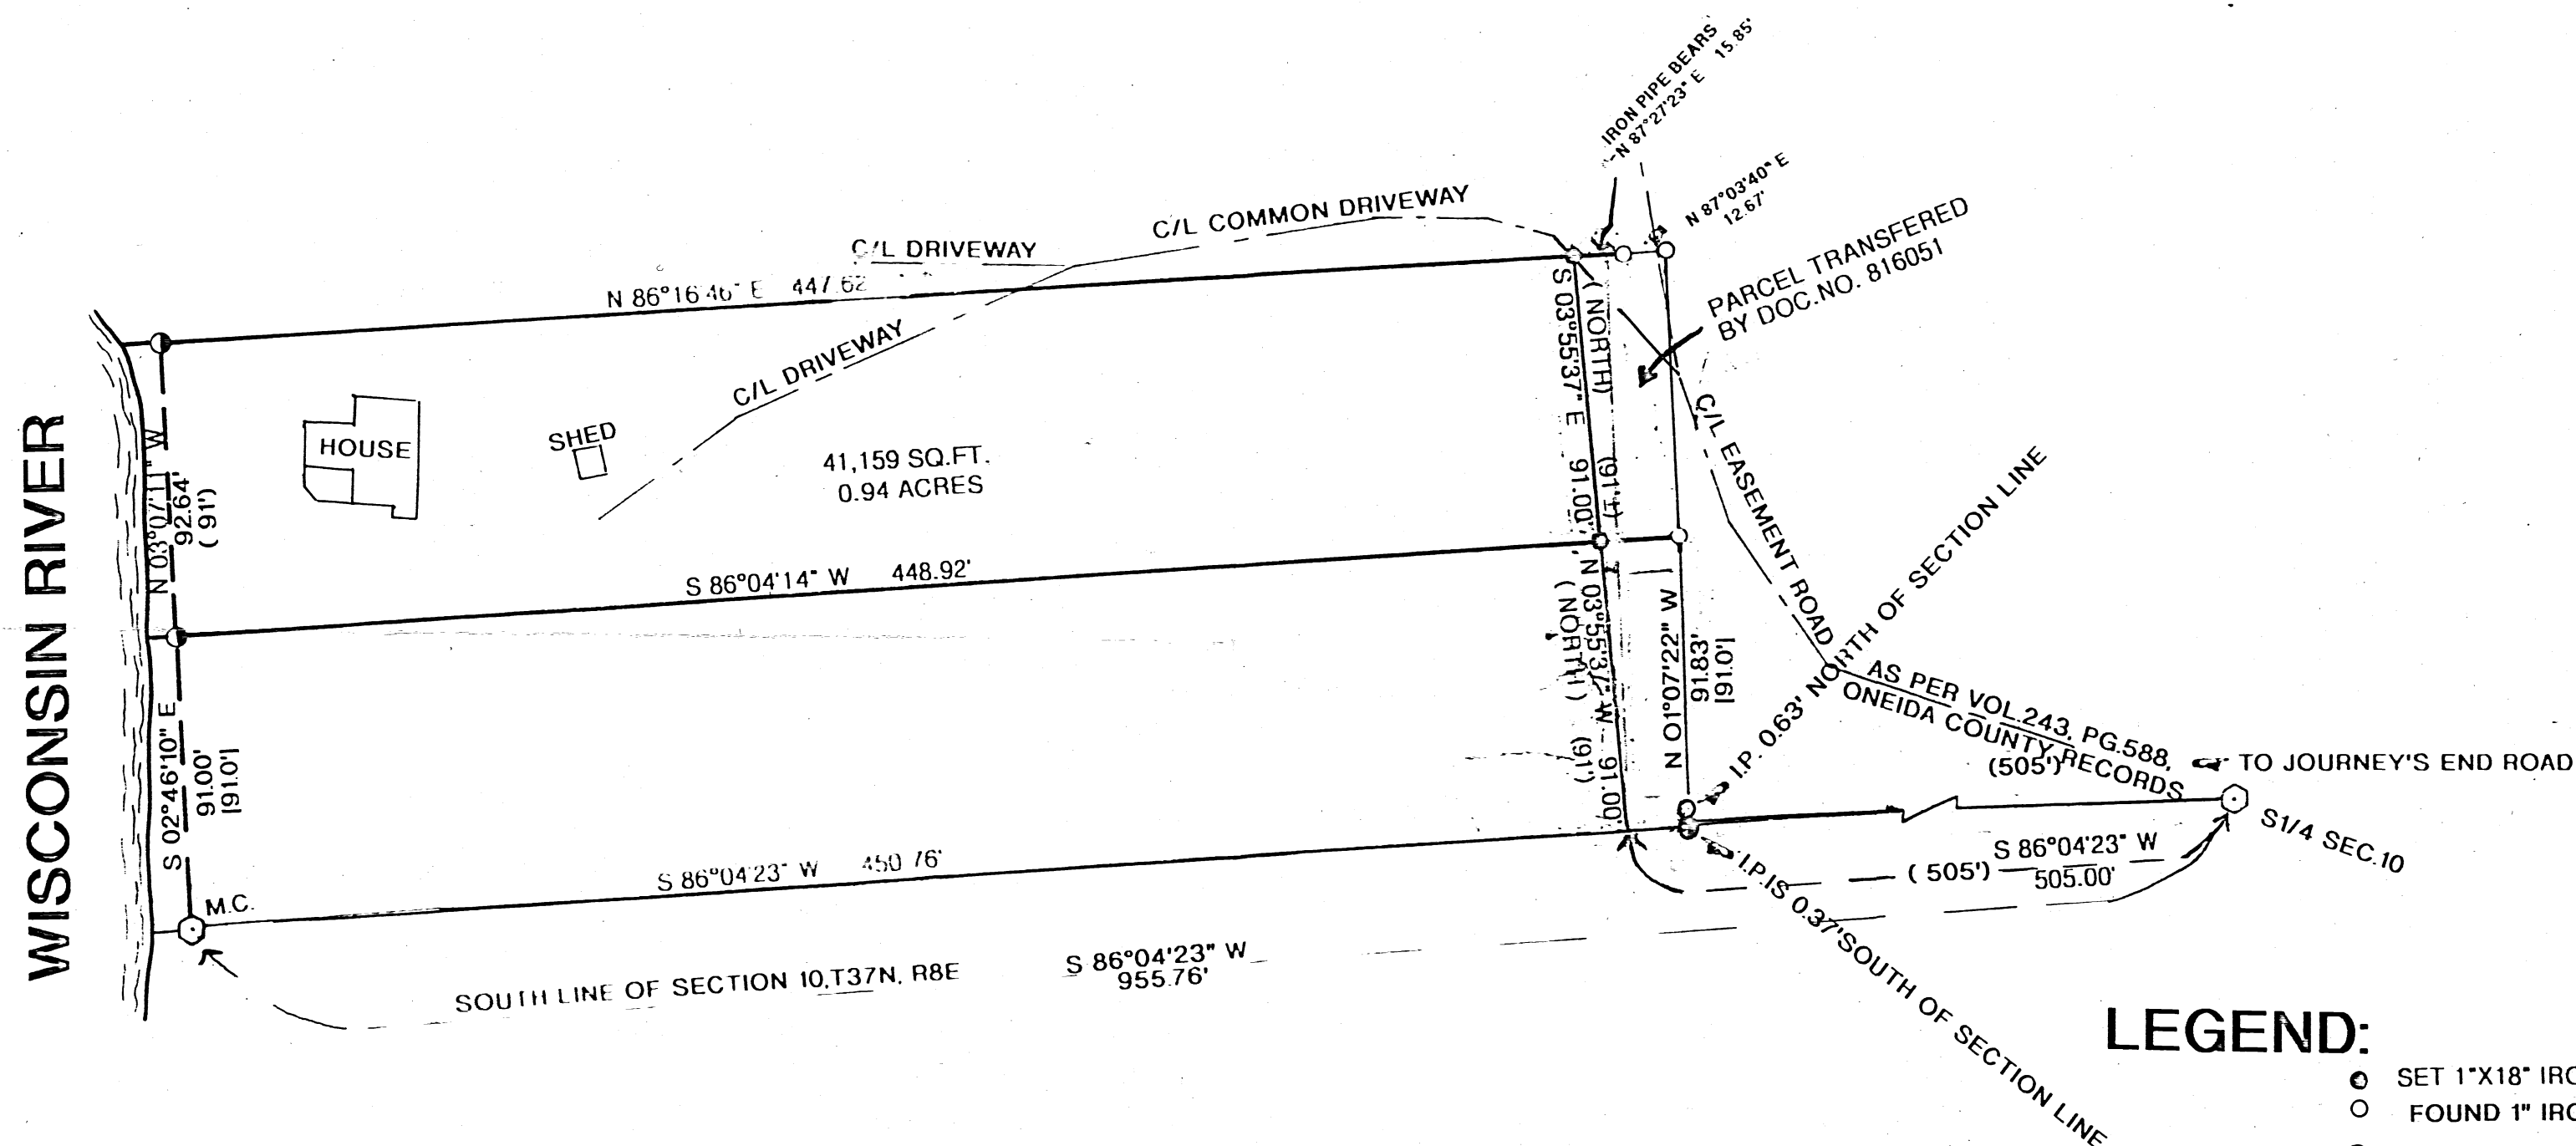 IRON PIPE BEARS
N 87°27'23" E 15.85'
N 87°03'40" E
12.67'
PARCEL TRANSFERED
BY DOC.NO. 816051
C/L COMMON DRIVEWAY
C/L DRIVEWAY
N 86°16'46" E 447.62'
C/L DRIVEWAY
HOUSE
SHED
41,159 SQ.FT.
0.94 ACRES
WISCONSIN RIVER
N 03°07'11" W
92.64'
( 91')
S 03°55'37" E 91.00'
( NORTH) (91'±)
C/L EASEMENT ROAD
S 86°04'14" W 448.92'
N 03°55'37" W 91.00'
( NORTH ) (91')
N 01°07'22" W
91.83'
[91.0']
I.P. 0.63' NORTH OF SECTION LINE
AS PER VOL.243, PG.588,
ONEIDA COUNTY RECORDS
(505')
TO JOURNEY'S END ROAD
S 02°46'10" E
91.00'
[91.0']
M.C.
S 86°04'23" W 450.76'
S1/4 SEC.10
S 86°04'23" W
( 505')
505.00'
I.P.IS 0.37'SOUTH OF SECTION LINE
SOUTH LINE OF SECTION 10,T37N, R8E
S 86°04'23" W
955.76'
LEGEND:
SET 1"X18" IRO
FOUND 1" IRO